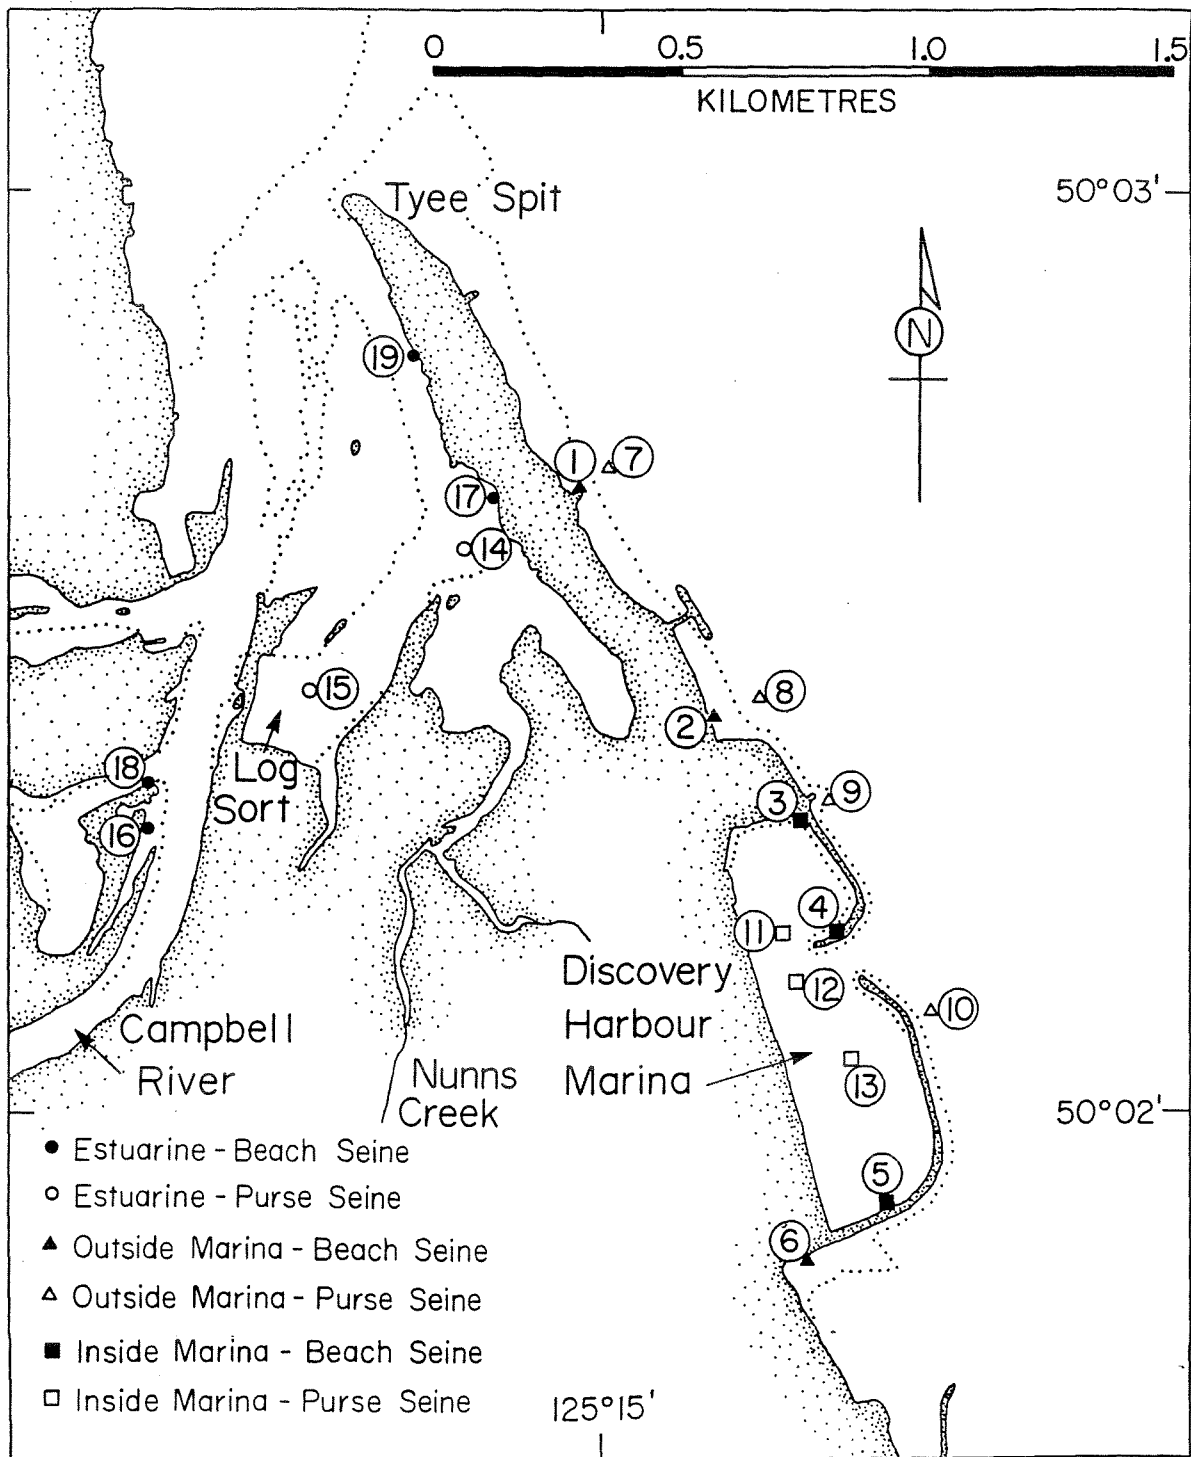 0 0.5 1.0 1.5
KILOMETRES
Tyee Spit
50°03'
N
19
1
7
17
14
15
8
2
18
Log
Sort
9
3
16
4
11
Discovery
Harbour
Marina
12
10
Campbell
River
Nunns
Creek
13
50°02'
5
6
Estuarine - Beach Seine
Estuarine - Purse Seine
Outside Marina - Beach Seine
Outside Marina - Purse Seine
Inside Marina - Beach Seine
Inside Marina - Purse Seine
125°15'